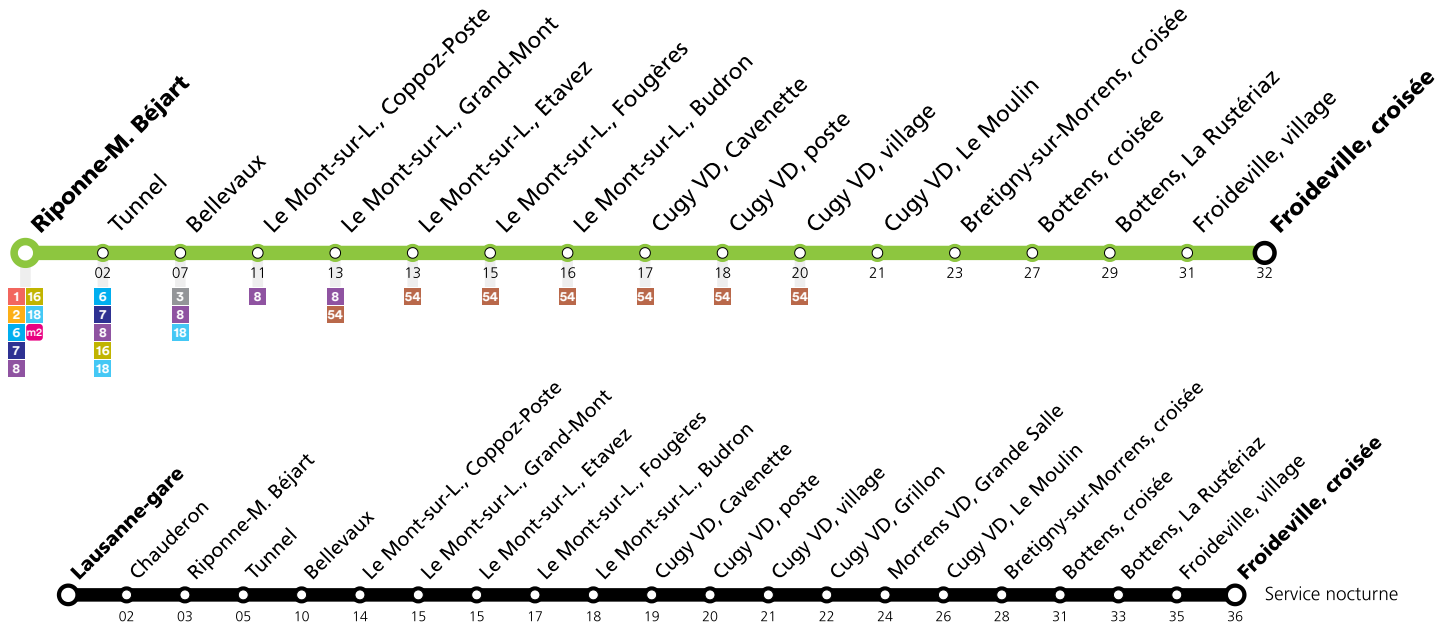 Riponne-M. Béjart
Tunnel
Bellevaux
Le Mont-sur-L., Coppoz-Poste
Le Mont-sur-L., Grand-Mont
Le Mont-sur-L., Etavez
Le Mont-sur-L., Fougères
Le Mont-sur-L., Budron
Cugy VD, Cavenette
Cugy VD, poste
Cugy VD, village
Cugy VD, Le Moulin
Bretigny-sur-Morrens, croisée
Bottens, croisée
Bottens, La Rustériaz
Froideville, village
Froideville, croisée
02 07 11 13 13 15 16 17 18 20 21 23 27 29 31 32
1 16 6 3 8 8 54 54 54 54 54 54
2 18 7 8 54
6 m2 8 18
7 16
8 18
Lausanne-gare
Chauderon
Riponne-M. Béjart
Tunnel
Bellevaux
Le Mont-sur-L., Coppoz-Poste
Le Mont-sur-L., Grand-Mont
Le Mont-sur-L., Etavez
Le Mont-sur-L., Fougères
Le Mont-sur-L., Budron
Cugy VD, Cavenette
Cugy VD, poste
Cugy VD, village
Cugy VD, Grillon
Morrens VD, Grande Salle
Cugy VD, Le Moulin
Bretigny-sur-Morrens, croisée
Bottens, croisée
Bottens, La Rustériaz
Froideville, village
Froideville, croisée
Service nocturne
02 03 05 10 14 15 15 17 18 19 20 21 22 24 26 28 31 33 35 36